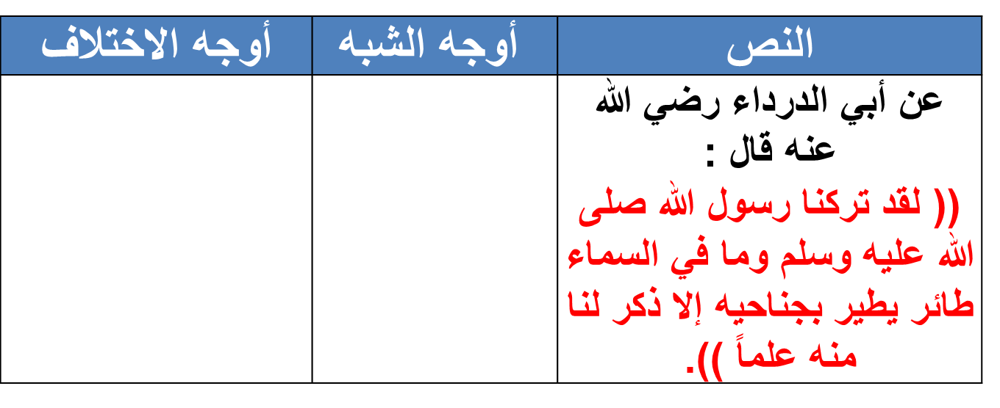 النص أوجه الشبه أوجه الاختلاف
عن أبي الدرداء رضي الله
عنه قال :
(( لقد تركنا رسول الله صلى
الله عليه وسلم وما في السماء
طائر يطير بجناحيه إلا ذكر لنا
منه علماً )).